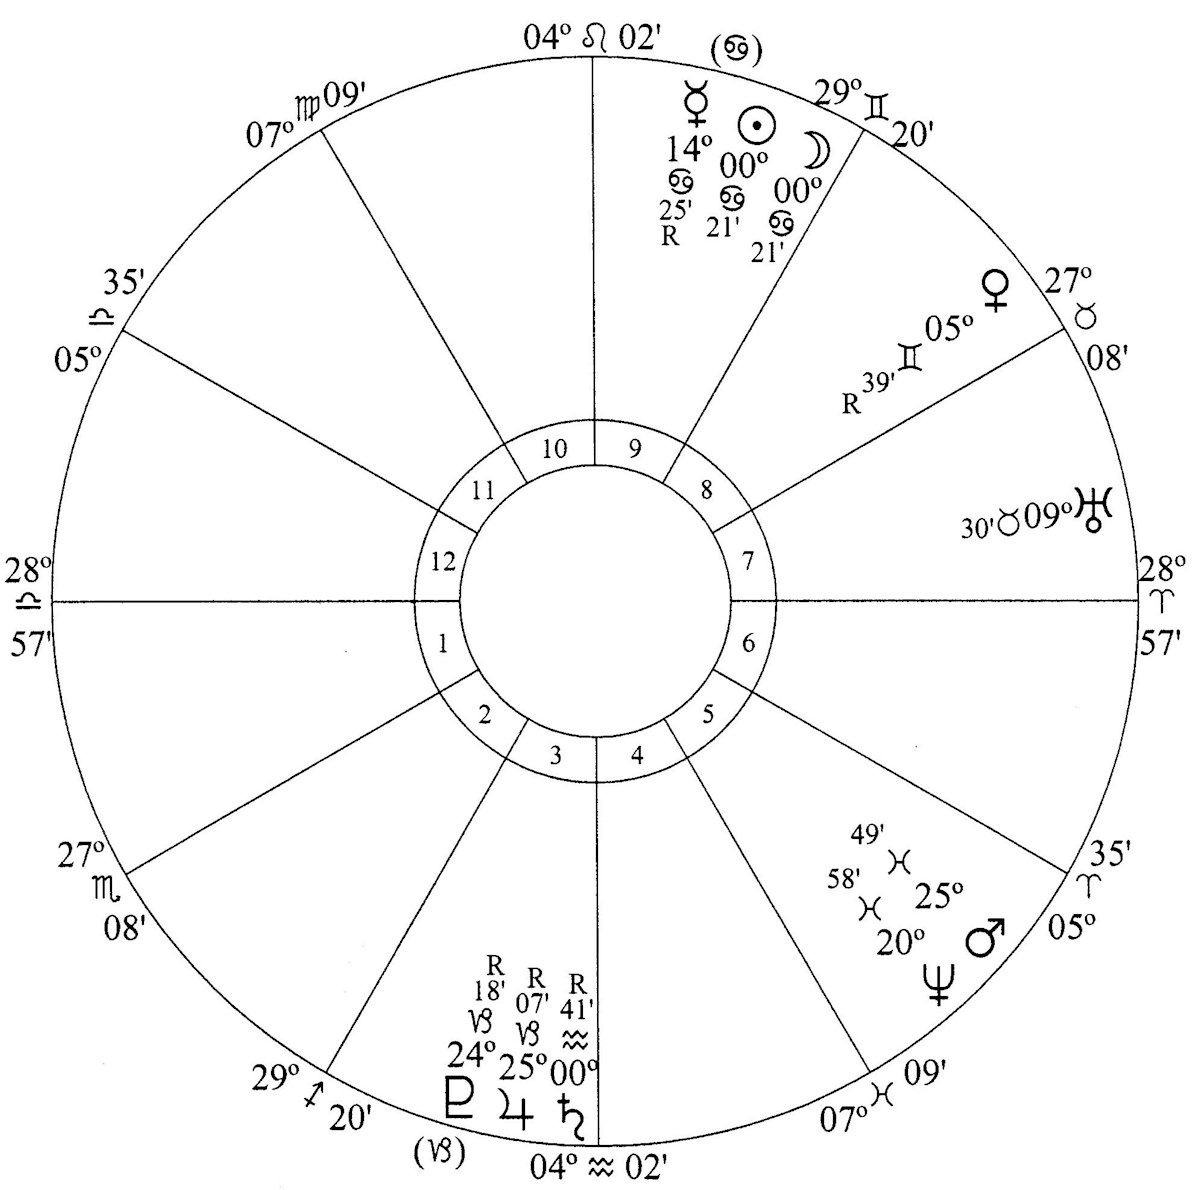 04º ♌ 02'
(♋)
29º ♊ 20'
07º ♍ 09'
☿ 14º ♋ 25' R
☉ 00º ♋ 21'
☽ 00º ♋ 21'
35' ♎ 05º
♀ 05º ♊ 39' R
27º ♉ 08'
10 9
11 8
♅ 09º ♉ 30'
12 7
28º ♎ 57'
28º ♈ 57'
1 6
2 5
3 4
27º ♏ 08'
35' ♈ 05º
♂ 25º ♓ 49'
♆ 20º ♓ 58'
R 18' ♑ 24º ♇
R 07' ♑ 25º ♃
R 41' ♒ 00º ♄
29º ♐ 20'
09' ♓ 07º
(♑)
04º ♒ 02'